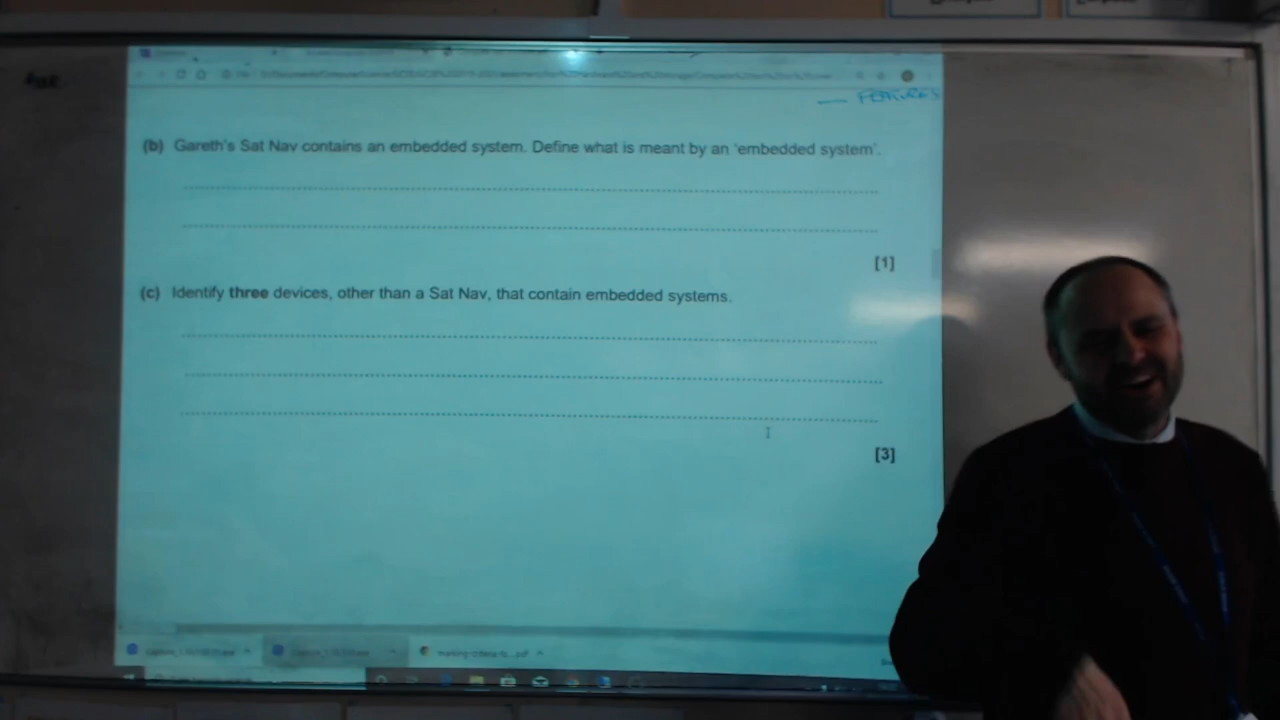 FEATURES
(b) Gareth's Sat Nav contains an embedded system. Define what is meant by an 'embedded system'.
[1]
(c) Identify three devices, other than a Sat Nav, that contain embedded systems.
[3]